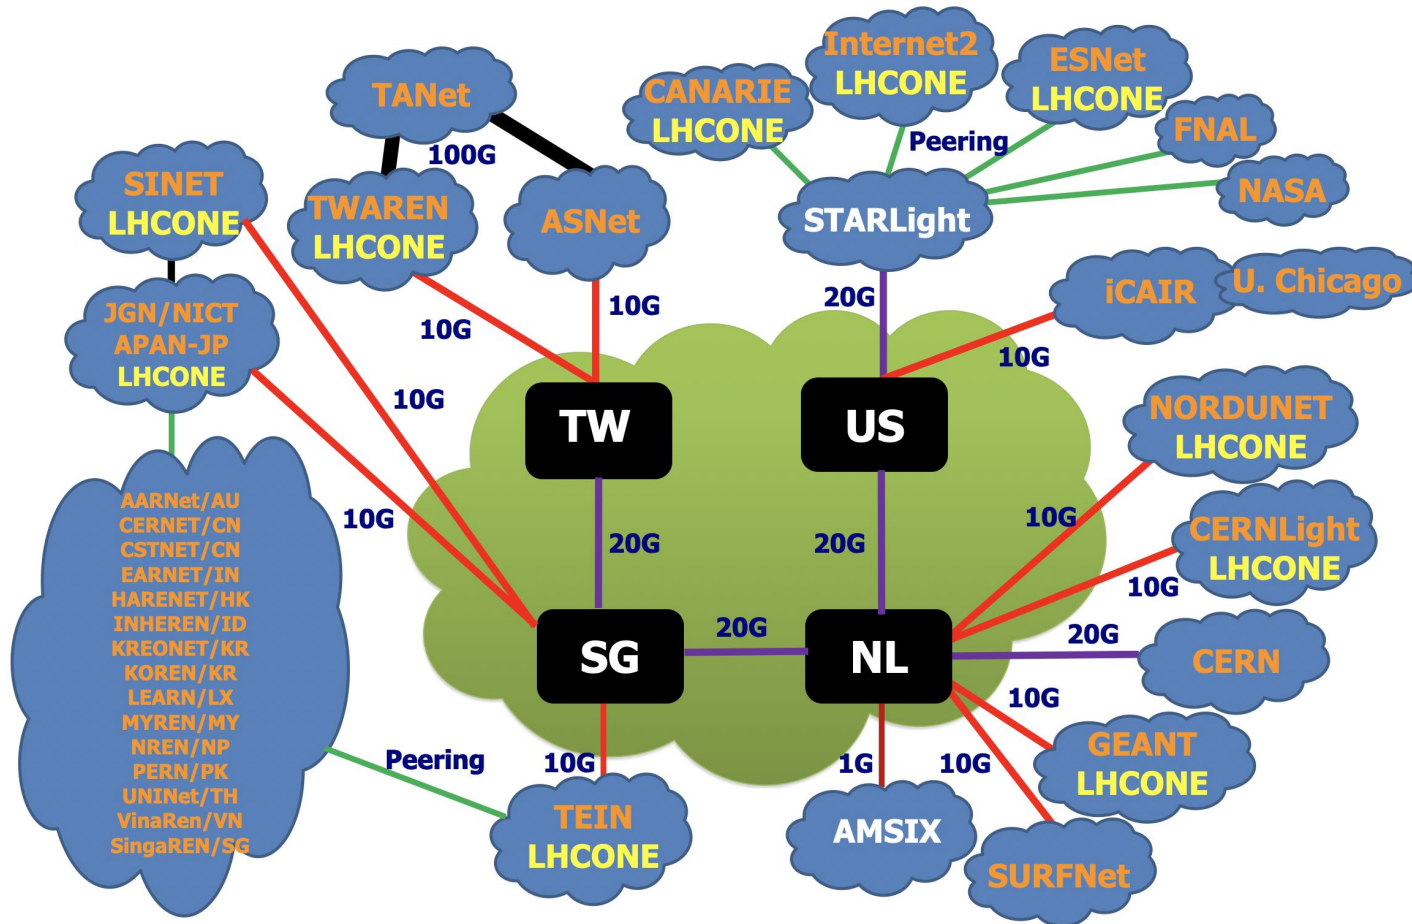 TANet
100G
TWAREN
LHCONE
ASNet
SINET
LHCONE
JGN/NICT
APAN-JP
LHCONE
10G
10G
10G
10G
CANARIE
LHCONE
Internet2
LHCONE
ESNet
LHCONE
Peering
FNAL
NASA
STARLight
20G
iCAIR
U. Chicago
10G
TW
US
20G
20G
SG
20G
NL
NORDUNET
LHCONE
10G
CERNLight
LHCONE
10G
20G
CERN
10G
GEANT
LHCONE
10G
SURFNet
1G
AMSIX
10G
TEIN
LHCONE
Peering
AARNet/AU
CERNET/CN
CSTNET/CN
EARNET/IN
HARENET/HK
INHEREN/ID
KREONET/KR
KOREN/KR
LEARN/LX
MYREN/MY
NREN/NP
PERN/PK
UNINet/TH
VinaRen/VN
SingaREN/SG